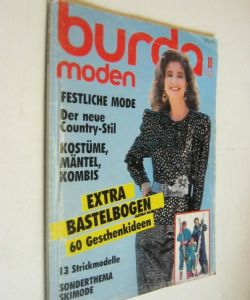 burda
moden
11
FESTLICHE MODE
Der neue
Country-Stil
KOSTÜME,
MÄNTEL,
KOMBIS
EXTRA
BASTELBOGEN
60 Geschenkideen
13 Strickmodelle
SONDERTHEMA
SKIMODE